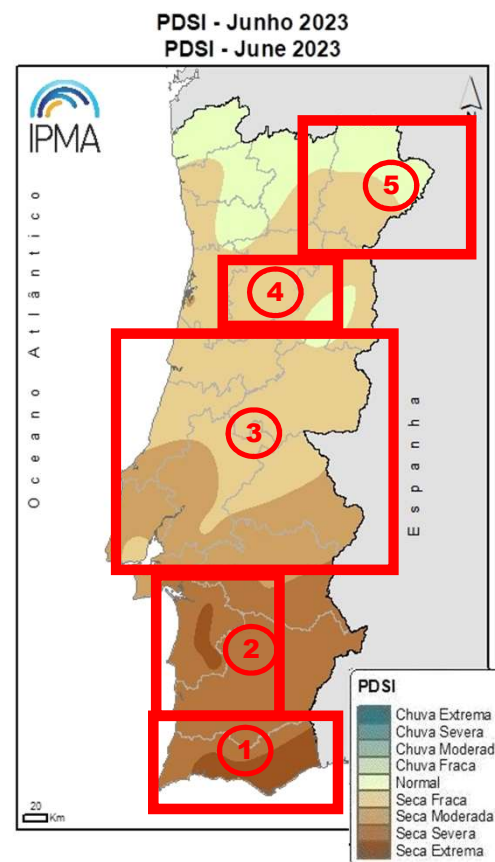 PDSI - Junho 2023
PDSI - June 2023
IPMA
Oceano Atlântico
Espanha
5
4
3
2
1
20
Km
PDSI
Chuva Extrema
Chuva Severa
Chuva Moderad
Chuva Fraca
Normal
Seca Fraca
Seca Moderada
Seca Severa
Seca Extrema